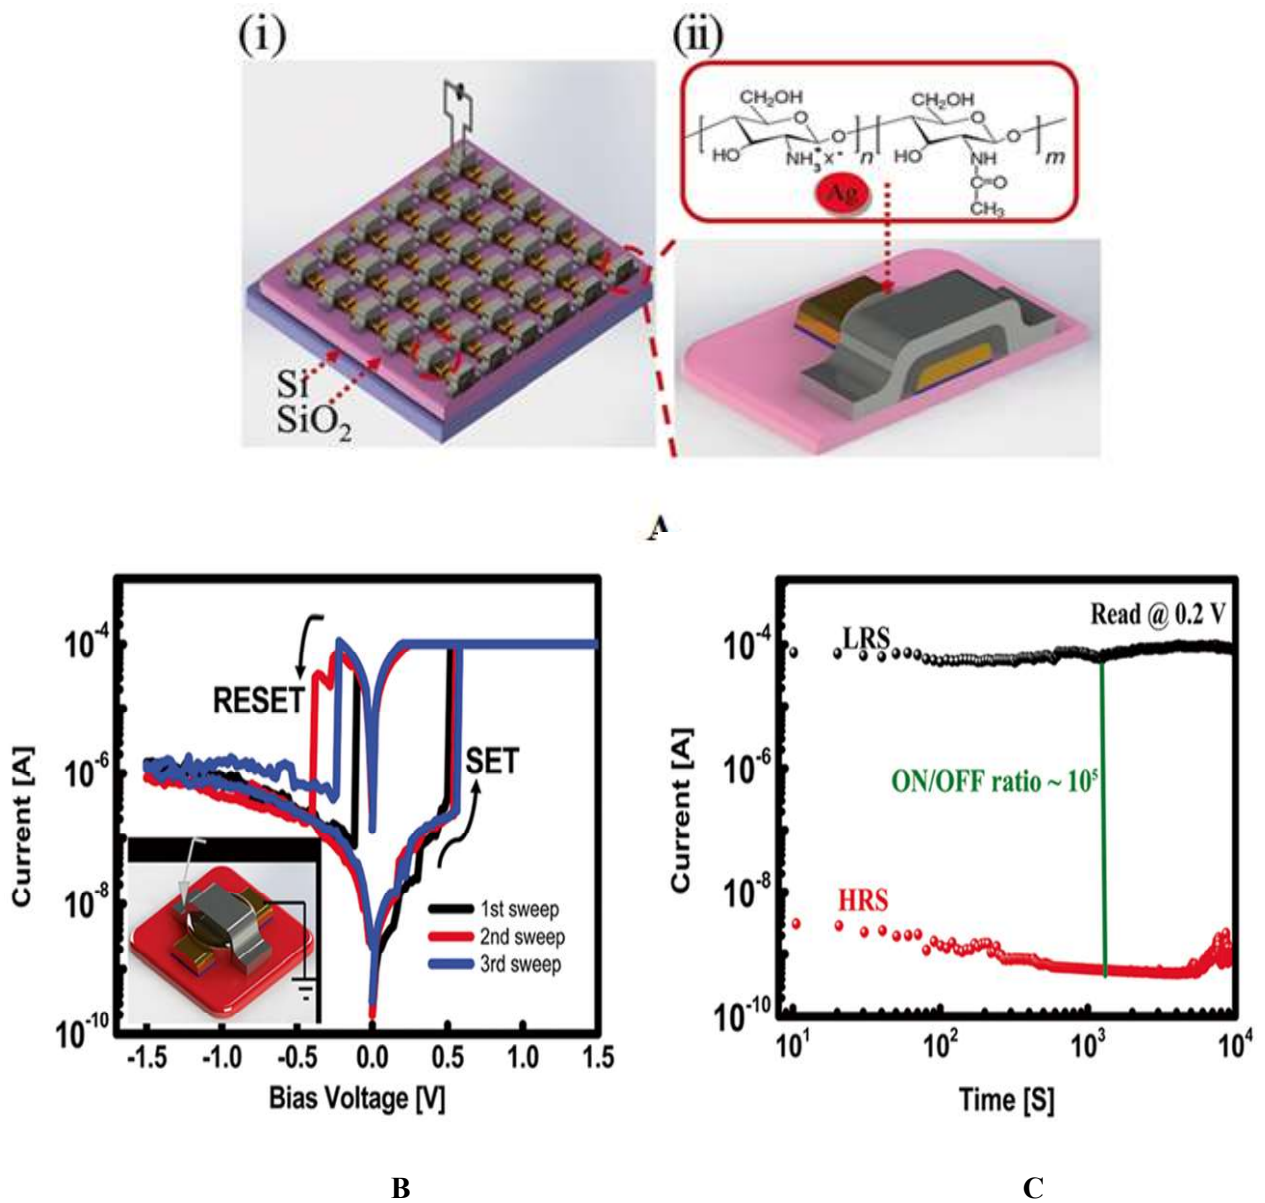 (i)
(ii)
CH₂OH
CH₂OH
O
O
O
O
HO
NH₃⁺X⁻
n
HO
NH
m
C=O
CH₃
Ag
Si
SiO₂
A
10⁻⁴
10⁻⁶
10⁻⁸
10⁻¹⁰
Current [A]
RESET
SET
1st sweep
2nd sweep
3rd sweep
-1.5 -1.0 -0.5 0.0 0.5 1.0 1.5
Bias Voltage [V]
B
10⁻⁴
10⁻⁶
10⁻⁸
10⁻¹⁰
Current [A]
Read @ 0.2 V
LRS
ON/OFF ratio ~ 10⁵
HRS
10¹ 10² 10³ 10⁴
Time [S]
C